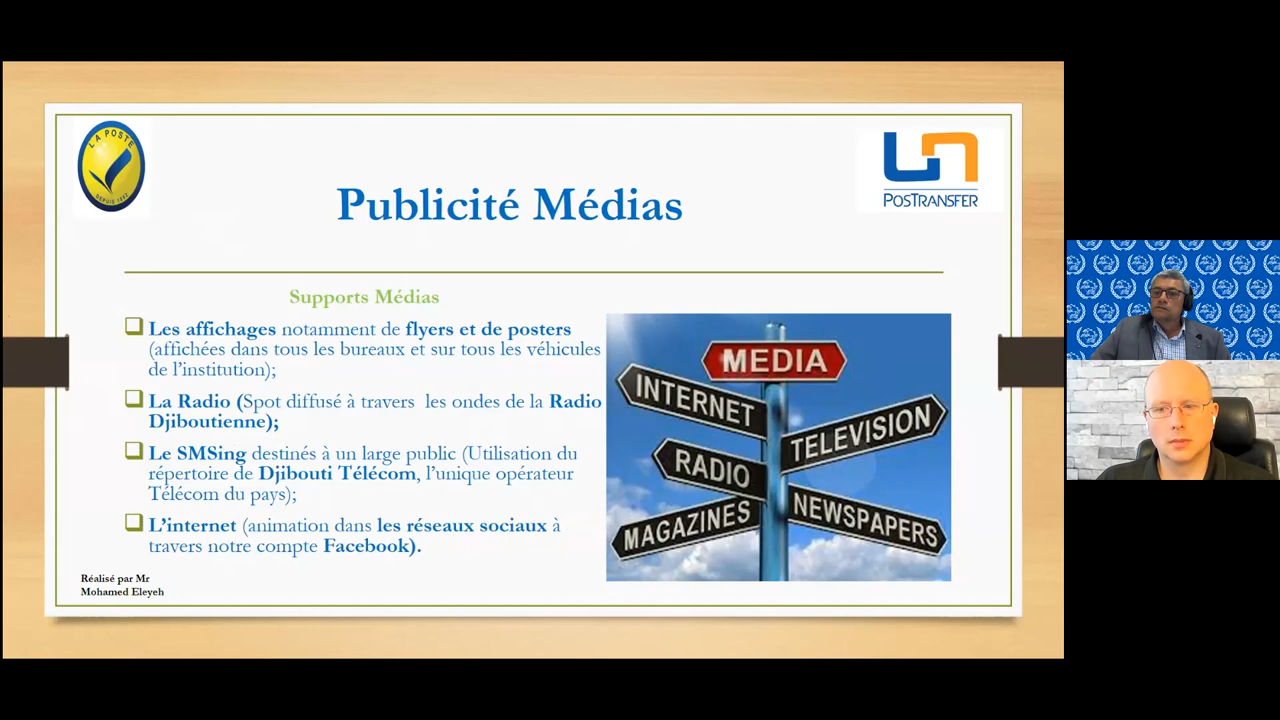 LA POSTE
DEPUIS 1892
POSTRANSFER
Publicité Médias
Supports Médias
Les affichages notamment de flyers et de posters
(affichées dans tous les bureaux et sur tous les véhicules
de l’institution);
La Radio (Spot diffusé à travers les ondes de la Radio
Djiboutienne);
Le SMSing destinés à un large public (Utilisation du
répertoire de Djibouti Télécom, l’unique opérateur
Télécom du pays);
L’internet (animation dans les réseaux sociaux à
travers notre compte Facebook).
MEDIA
INTERNET
TELEVISION
RADIO
NEWSPAPERS
MAGAZINES
Réalisé par Mr
Mohamed Eleyeh